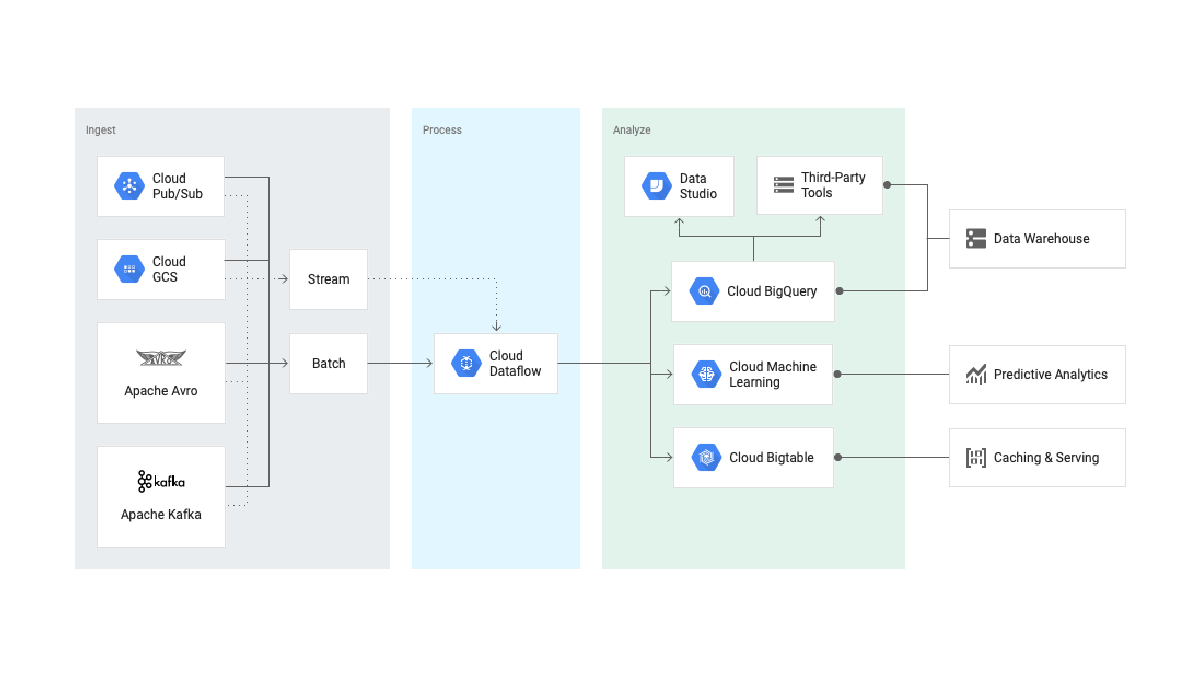 Ingest
Cloud
Pub/Sub
Cloud
GCS
AVRO
Apache Avro
kafka
Apache Kafka
Stream
Batch
Process
Cloud
Dataflow
Analyze
Data
Studio
Third-Party
Tools
Cloud BigQuery
Cloud Machine
Learning
Cloud Bigtable
Data Warehouse
Predictive Analytics
Caching & Serving